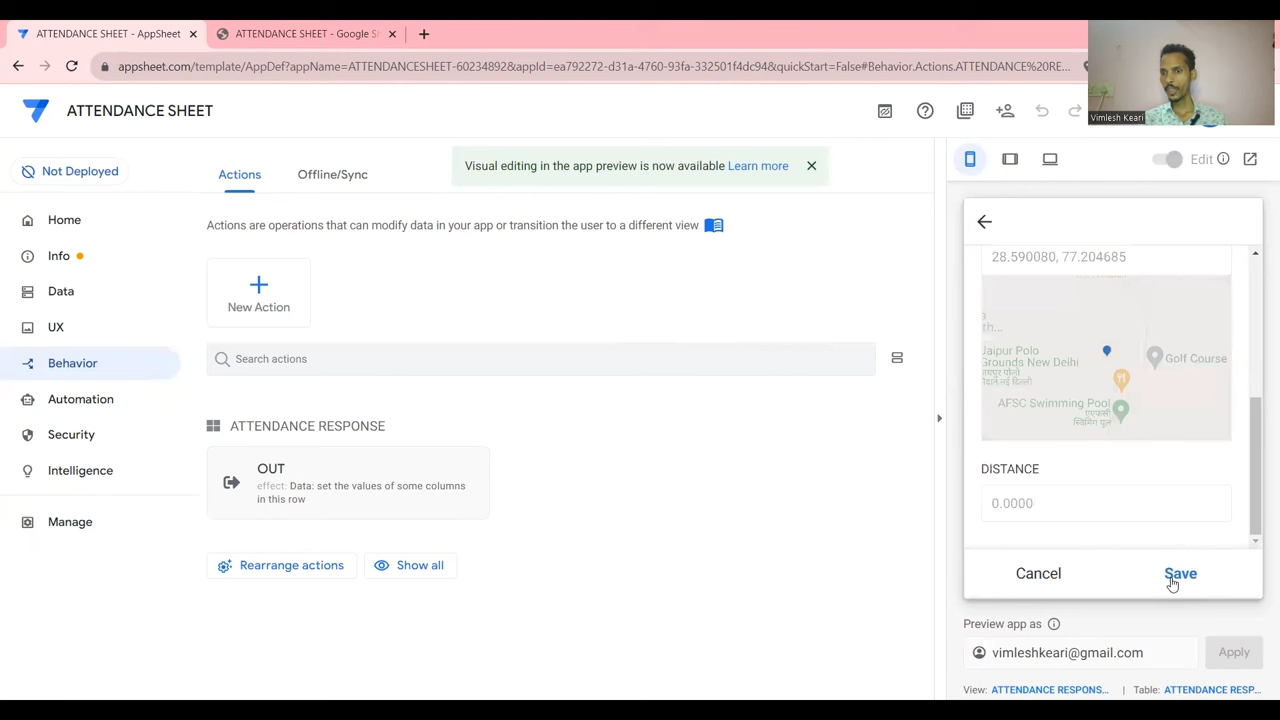 ATTENDANCE SHEET - AppSheet
ATTENDANCE SHEET - Google S
appsheet.com/template/AppDef?appName=ATTENDANCESHEET-60234892&appId=ea792272-d31a-4760-93fa-332501f4dc94&quickStart=False#Behavior.Actions.ATTENDANCE%20RE...
Vimlesh Keari
ATTENDANCE SHEET
Not Deployed
Actions
Offline/Sync
Visual editing in the app preview is now available Learn more
Edit
Home
Info
Data
UX
Behavior
Automation
Security
Intelligence
Manage
Actions are operations that can modify data in your app or transition the user to a different view
New Action
Search actions
ATTENDANCE RESPONSE
OUT
effect: Data: set the values of some columns
in this row
Rearrange actions
Show all
28.590080, 77.204685
a
th...
Jaipur Polo
Grounds New Delhi
जयपुर पोलो
Golf Course
AFSC Swimming Pool
एएफसी
स्विमिंग पूल
DISTANCE
0.0000
Cancel
Save
Preview app as
vimleshkeari@gmail.com
Apply
View: ATTENDANCE RESPONS... | Table: ATTENDANCE RESP...